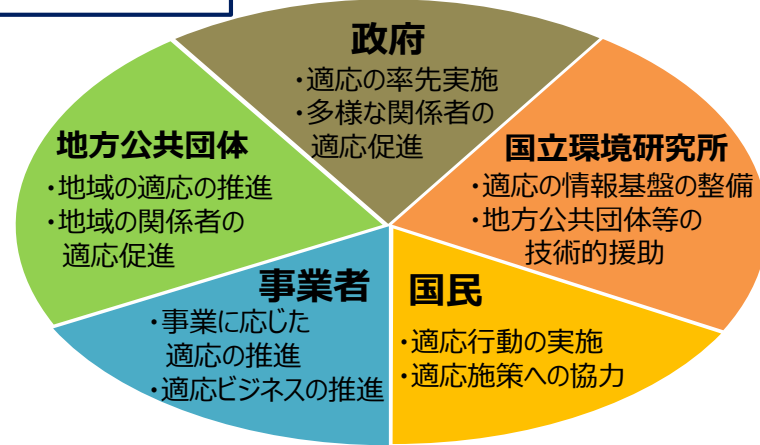 政府
・適応の率先実施
・多様な関係者の
適応促進
国立環境研究所
・適応の情報基盤の整備
・地方公共団体等の
技術的援助
国民
・適応行動の実施
・適応施策への協力
事業者
・事業に応じた
適応の推進
・適応ビジネスの推進
地方公共団体
・地域の適応の推進
・地域の関係者の
適応促進